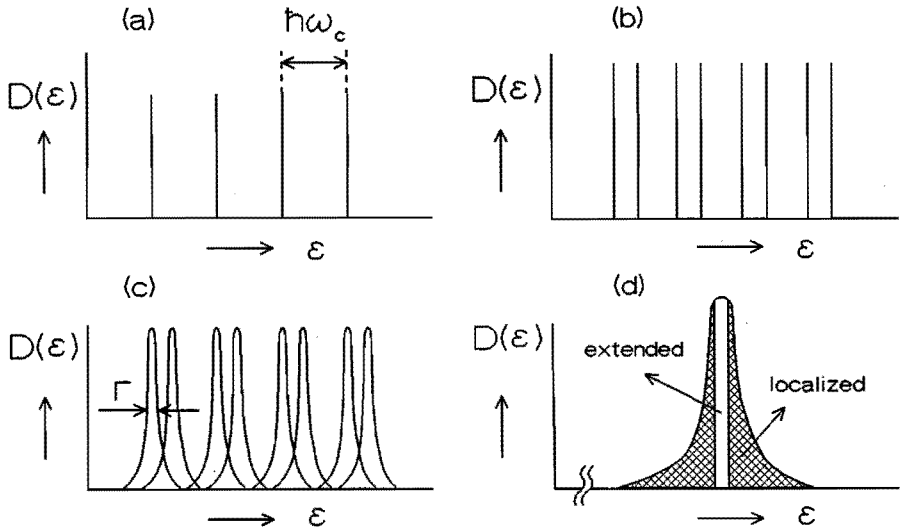 (a)
ħω_c
D(ε)
ε
(b)
D(ε)
ε
(c)
D(ε)
Γ
ε
(d)
D(ε)
extended
localized
ε